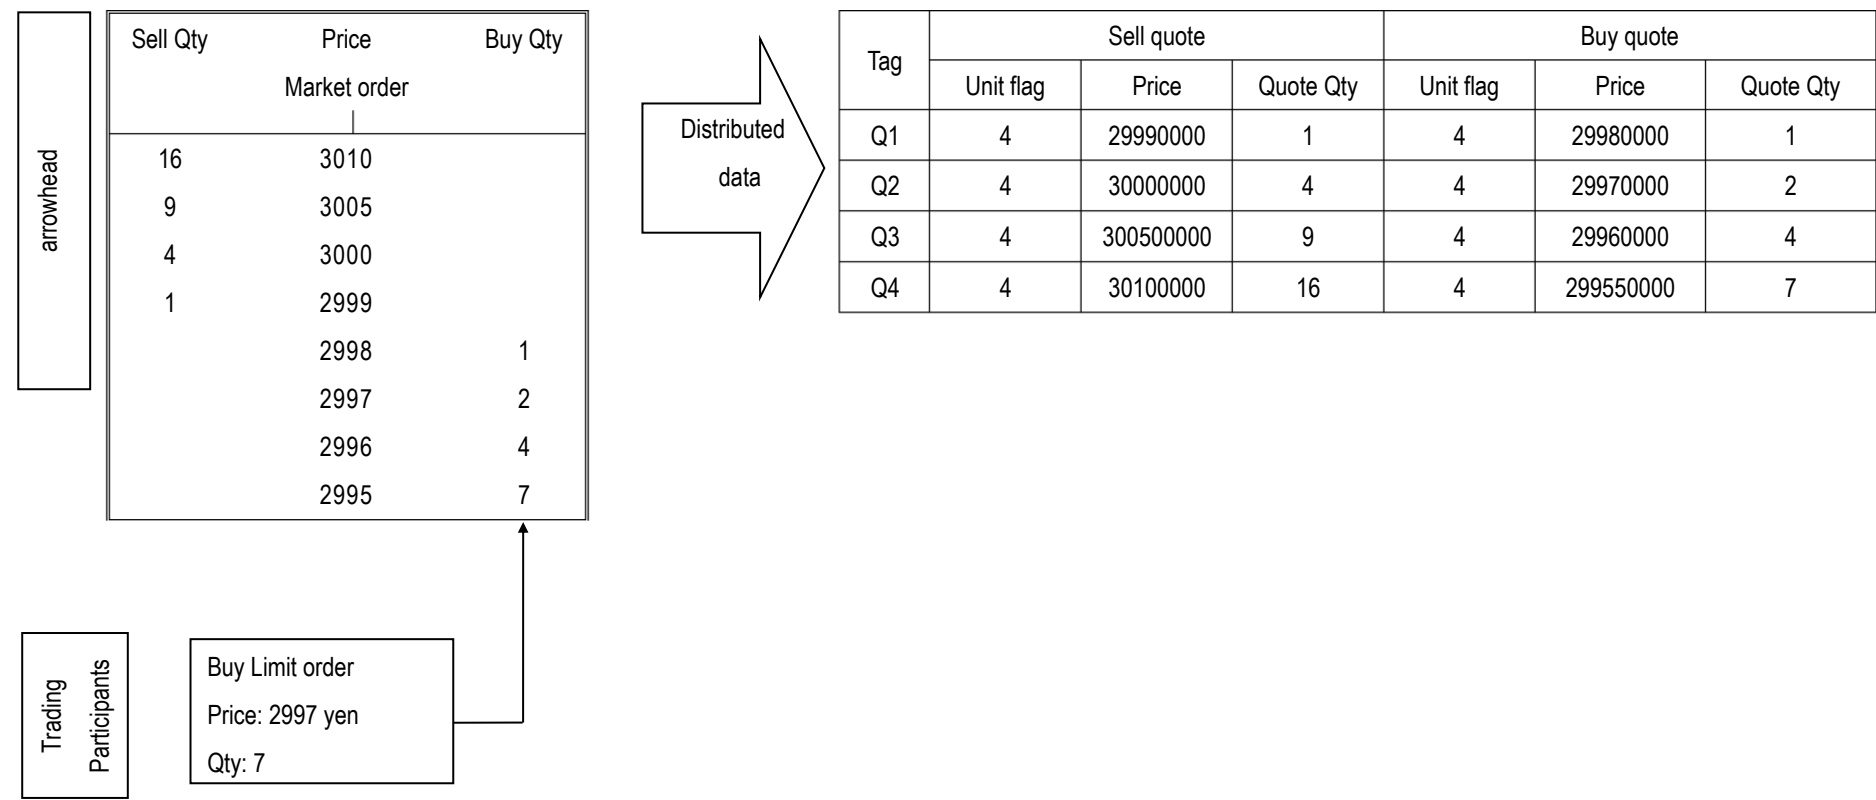 arrowhead
Sell Qty Price Buy Qty
Market order
16 3010
9 3005
4 3000
1 2999
2998 1
2997 2
2996 4
2995 7
Distributed
data
Tag Sell quote Buy quote
Unit flag Price Quote Qty Unit flag Price Quote Qty
Q1 4 29990000 1 4 29980000 1
Q2 4 30000000 4 4 29970000 2
Q3 4 300500000 9 4 29960000 4
Q4 4 30100000 16 4 299550000 7
Trading
Participants
Buy Limit order
Price: 2997 yen
Qty: 7